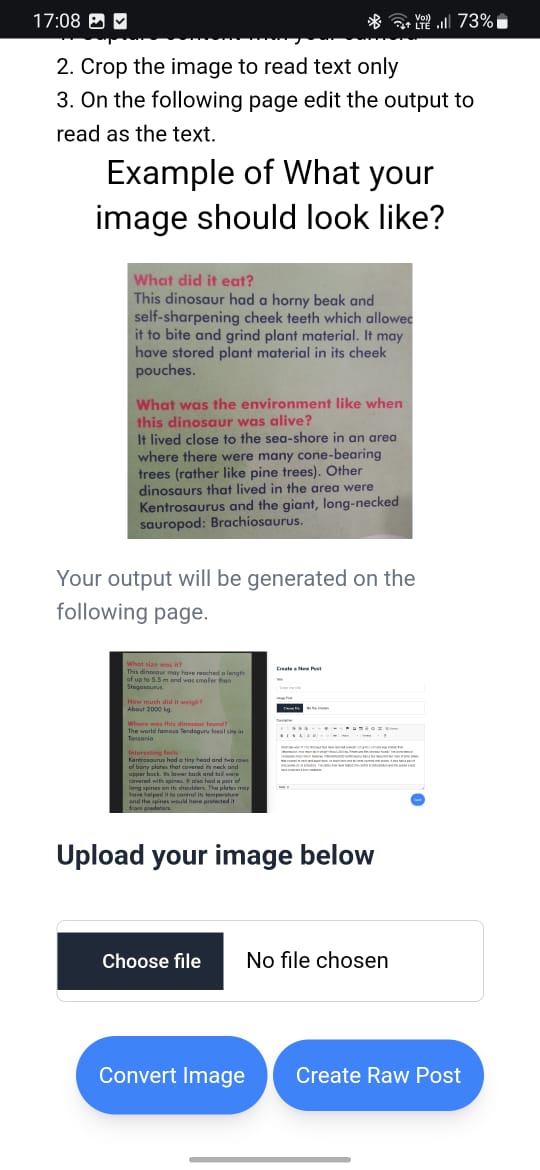 17:08
Vo))
LTE
73%
2. Crop the image to read text only
3. On the following page edit the output to
read as the text.
Example of What your
image should look like?
What did it eat?
This dinosaur had a horny beak and
self-sharpening cheek teeth which allowed
it to bite and grind plant material. It may
have stored plant material in its cheek
pouches.
What was the environment like when
this dinosaur was alive?
It lived close to the sea-shore in an area
where there were many cone-bearing
trees (rather like pine trees). Other
dinosaurs that lived in the area were
Kentrosaurus and the giant, long-necked
sauropod: Brachiosaurus.
Your output will be generated on the
following page.
What size was it?
This dinosaur may have reached a length
of up to 5.5 m and was smaller than
Stegosaurus.
How much did it weigh?
About 2000 kg.
Where was this dinosaur found?
The world famous Tendaguru fossil site in
Tanzania.
Interesting facts
Kentrosaurus had a tiny head and two rows
of bony plates that covered its neck and
upper back. Its lower back and tail were
covered with spines. It also had a pair of
long spines on its shoulders. The plates may
have helped it to control its temperature
and the spines would have protected it
from predators.
Create a New Post
Choose file
No file chosen
Upload your image below
Choose file
No file chosen
Convert Image
Create Raw Post